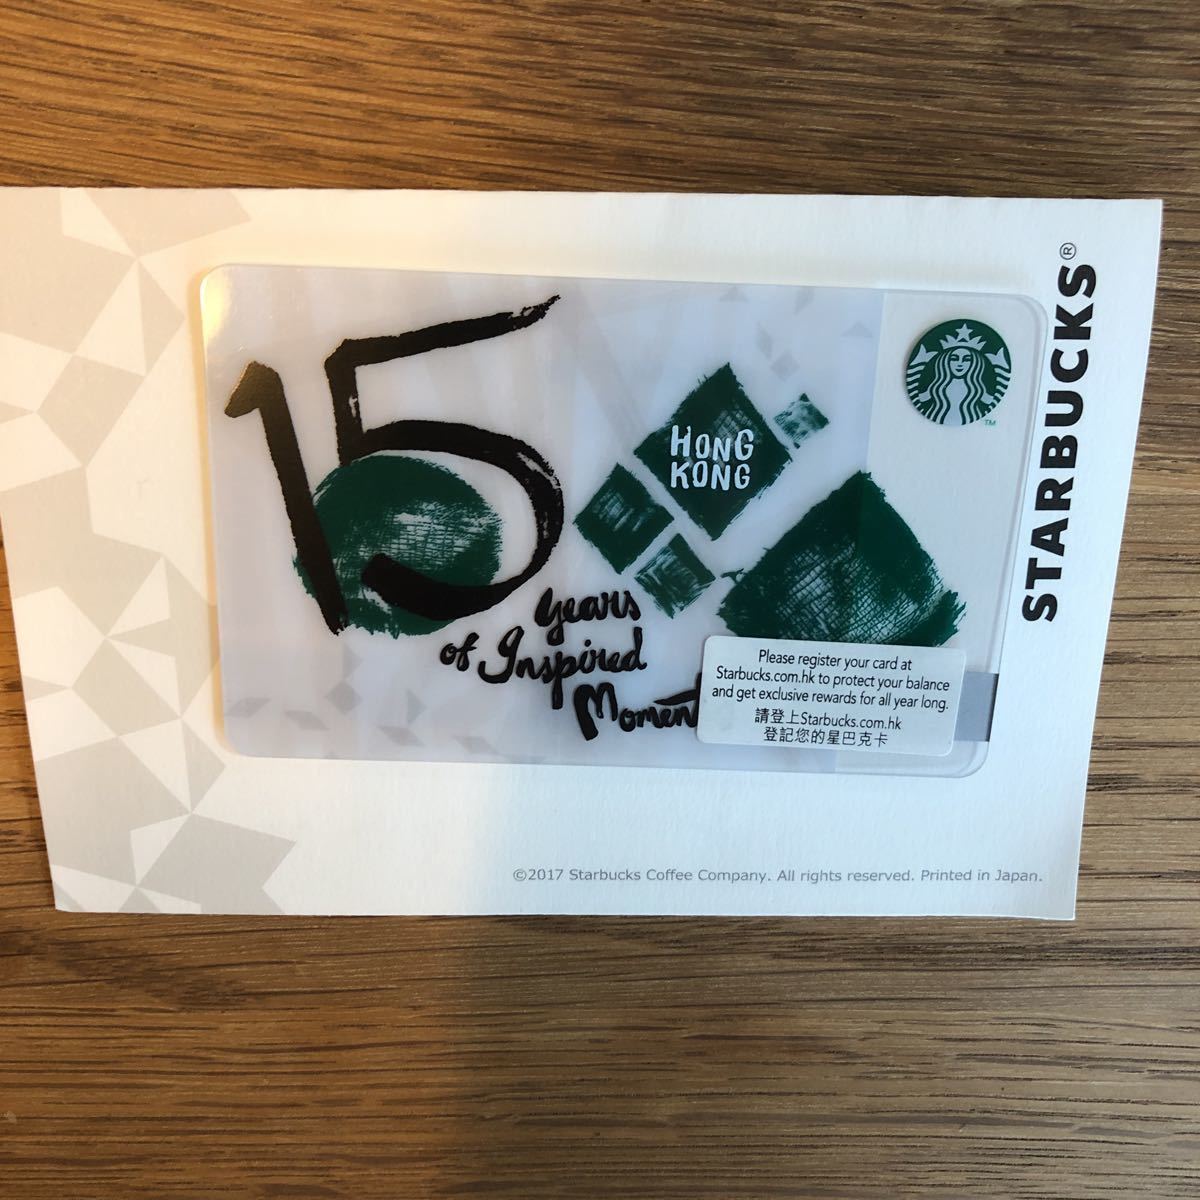 15
years
of Inspired
Moment
HONG
KONG
TM
STARBUCKS®
Please register your card at
Starbucks.com.hk to protect your balance
and get exclusive rewards for all year long.
請登上Starbucks.com.hk
登記您的星巴克卡
©2017 Starbucks Coffee Company. All rights reserved. Printed in Japan.